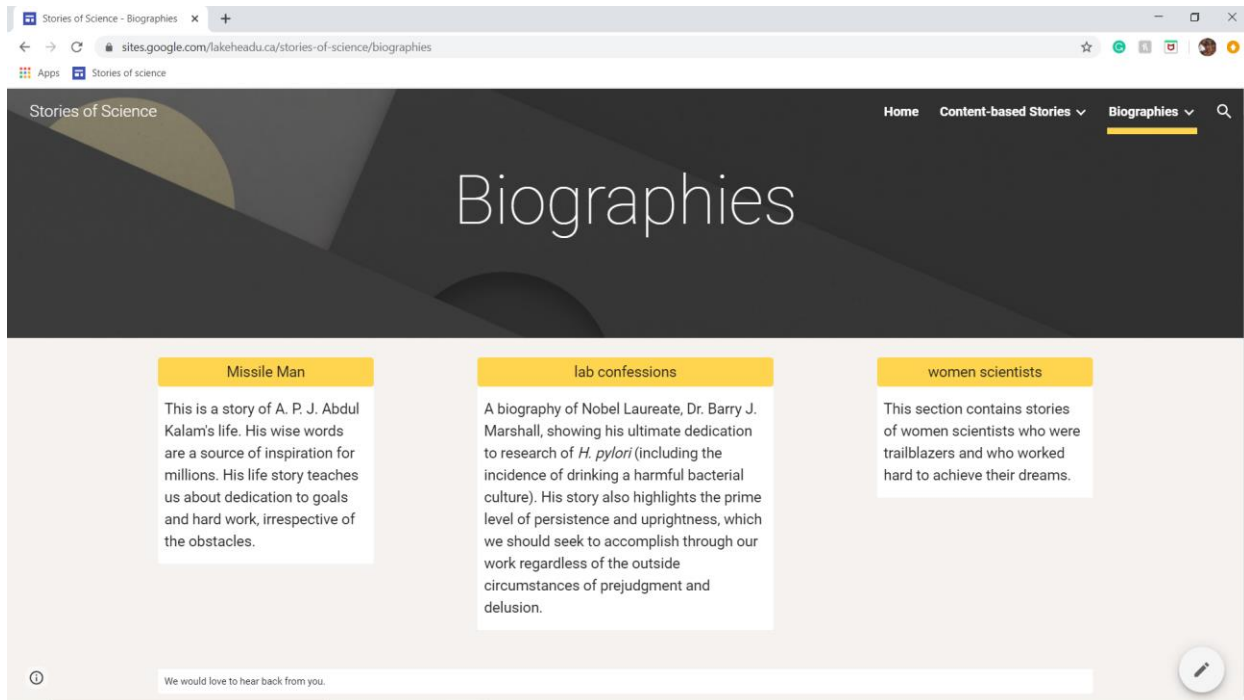 Stories of Science - Biographies
sites.google.com/lakeheadu.ca/stories-of-science/biographies
Apps Stories of science
Stories of Science
Home Content-based Stories Biographies
Biographies
Missile Man
This is a story of A. P. J. Abdul
Kalam's life. His wise words
are a source of inspiration for
millions. His life story teaches
us about dedication to goals
and hard work, irrespective of
the obstacles.
lab confessions
A biography of Nobel Laureate, Dr. Barry J.
Marshall, showing his ultimate dedication
to research of H. pylori (including the
incidence of drinking a harmful bacterial
culture). His story also highlights the prime
level of persistence and uprightness, which
we should seek to accomplish through our
work regardless of the outside
circumstances of prejudgment and
delusion.
women scientists
This section contains stories
of women scientists who were
trailblazers and who worked
hard to achieve their dreams.
We would love to hear back from you.